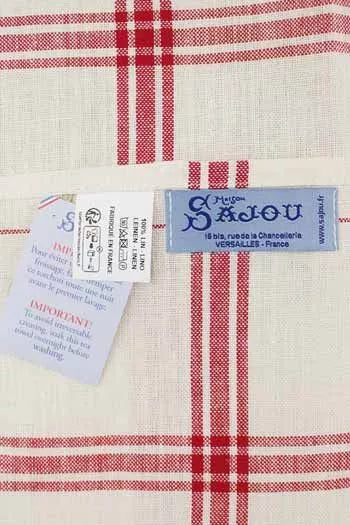 MAISON
SAJOU
www.sajou.fr
16 bis, rue de la Chancellerie
VERSAILLES - France
FABRIQUÉ EN FRANCE
100% LIN LINO
LEINEN LINEN
Pour éviter
froissage,
ce torchon toute une nuit
avant le premier lavage.
IMPORTANT!
To avoid irreversible
creasing, soak this tea
towel overnight before
washing.